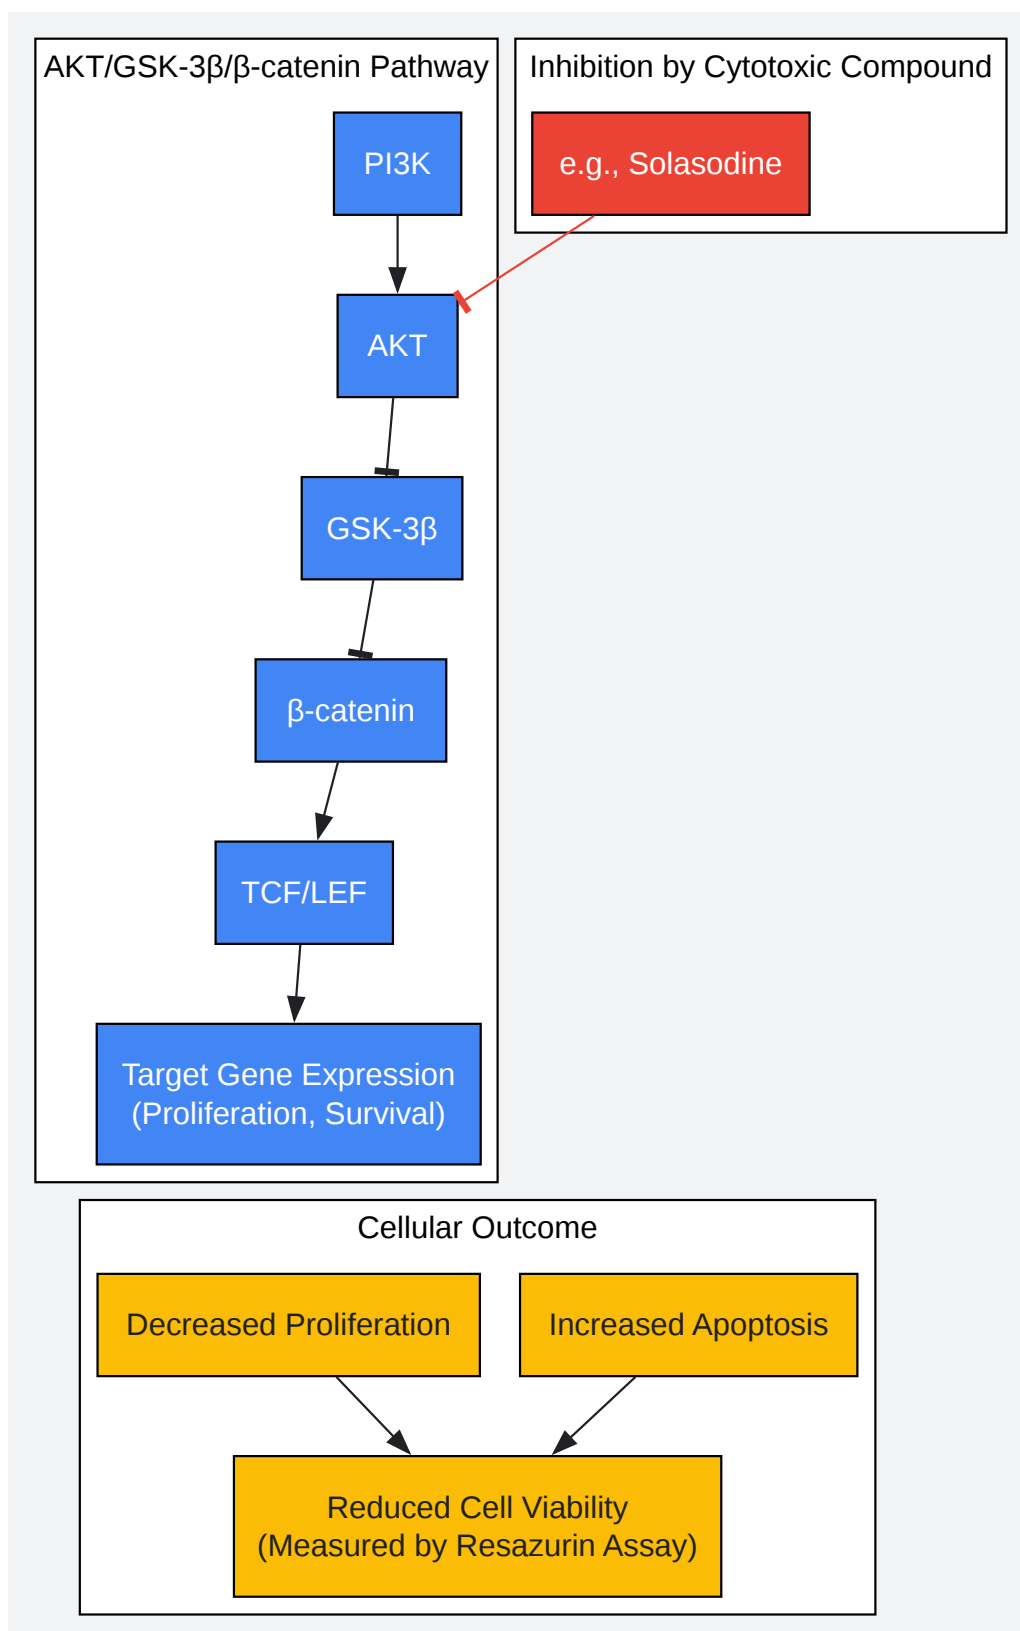 AKT/GSK-3β/β-catenin Pathway
Inhibition by Cytotoxic Compound
PI3K
e.g., Solasodine
AKT
GSK-3β
β-catenin
TCF/LEF
Target Gene Expression
(Proliferation, Survival)
Cellular Outcome
Decreased Proliferation
Increased Apoptosis
Reduced Cell Viability
(Measured by Resazurin Assay)